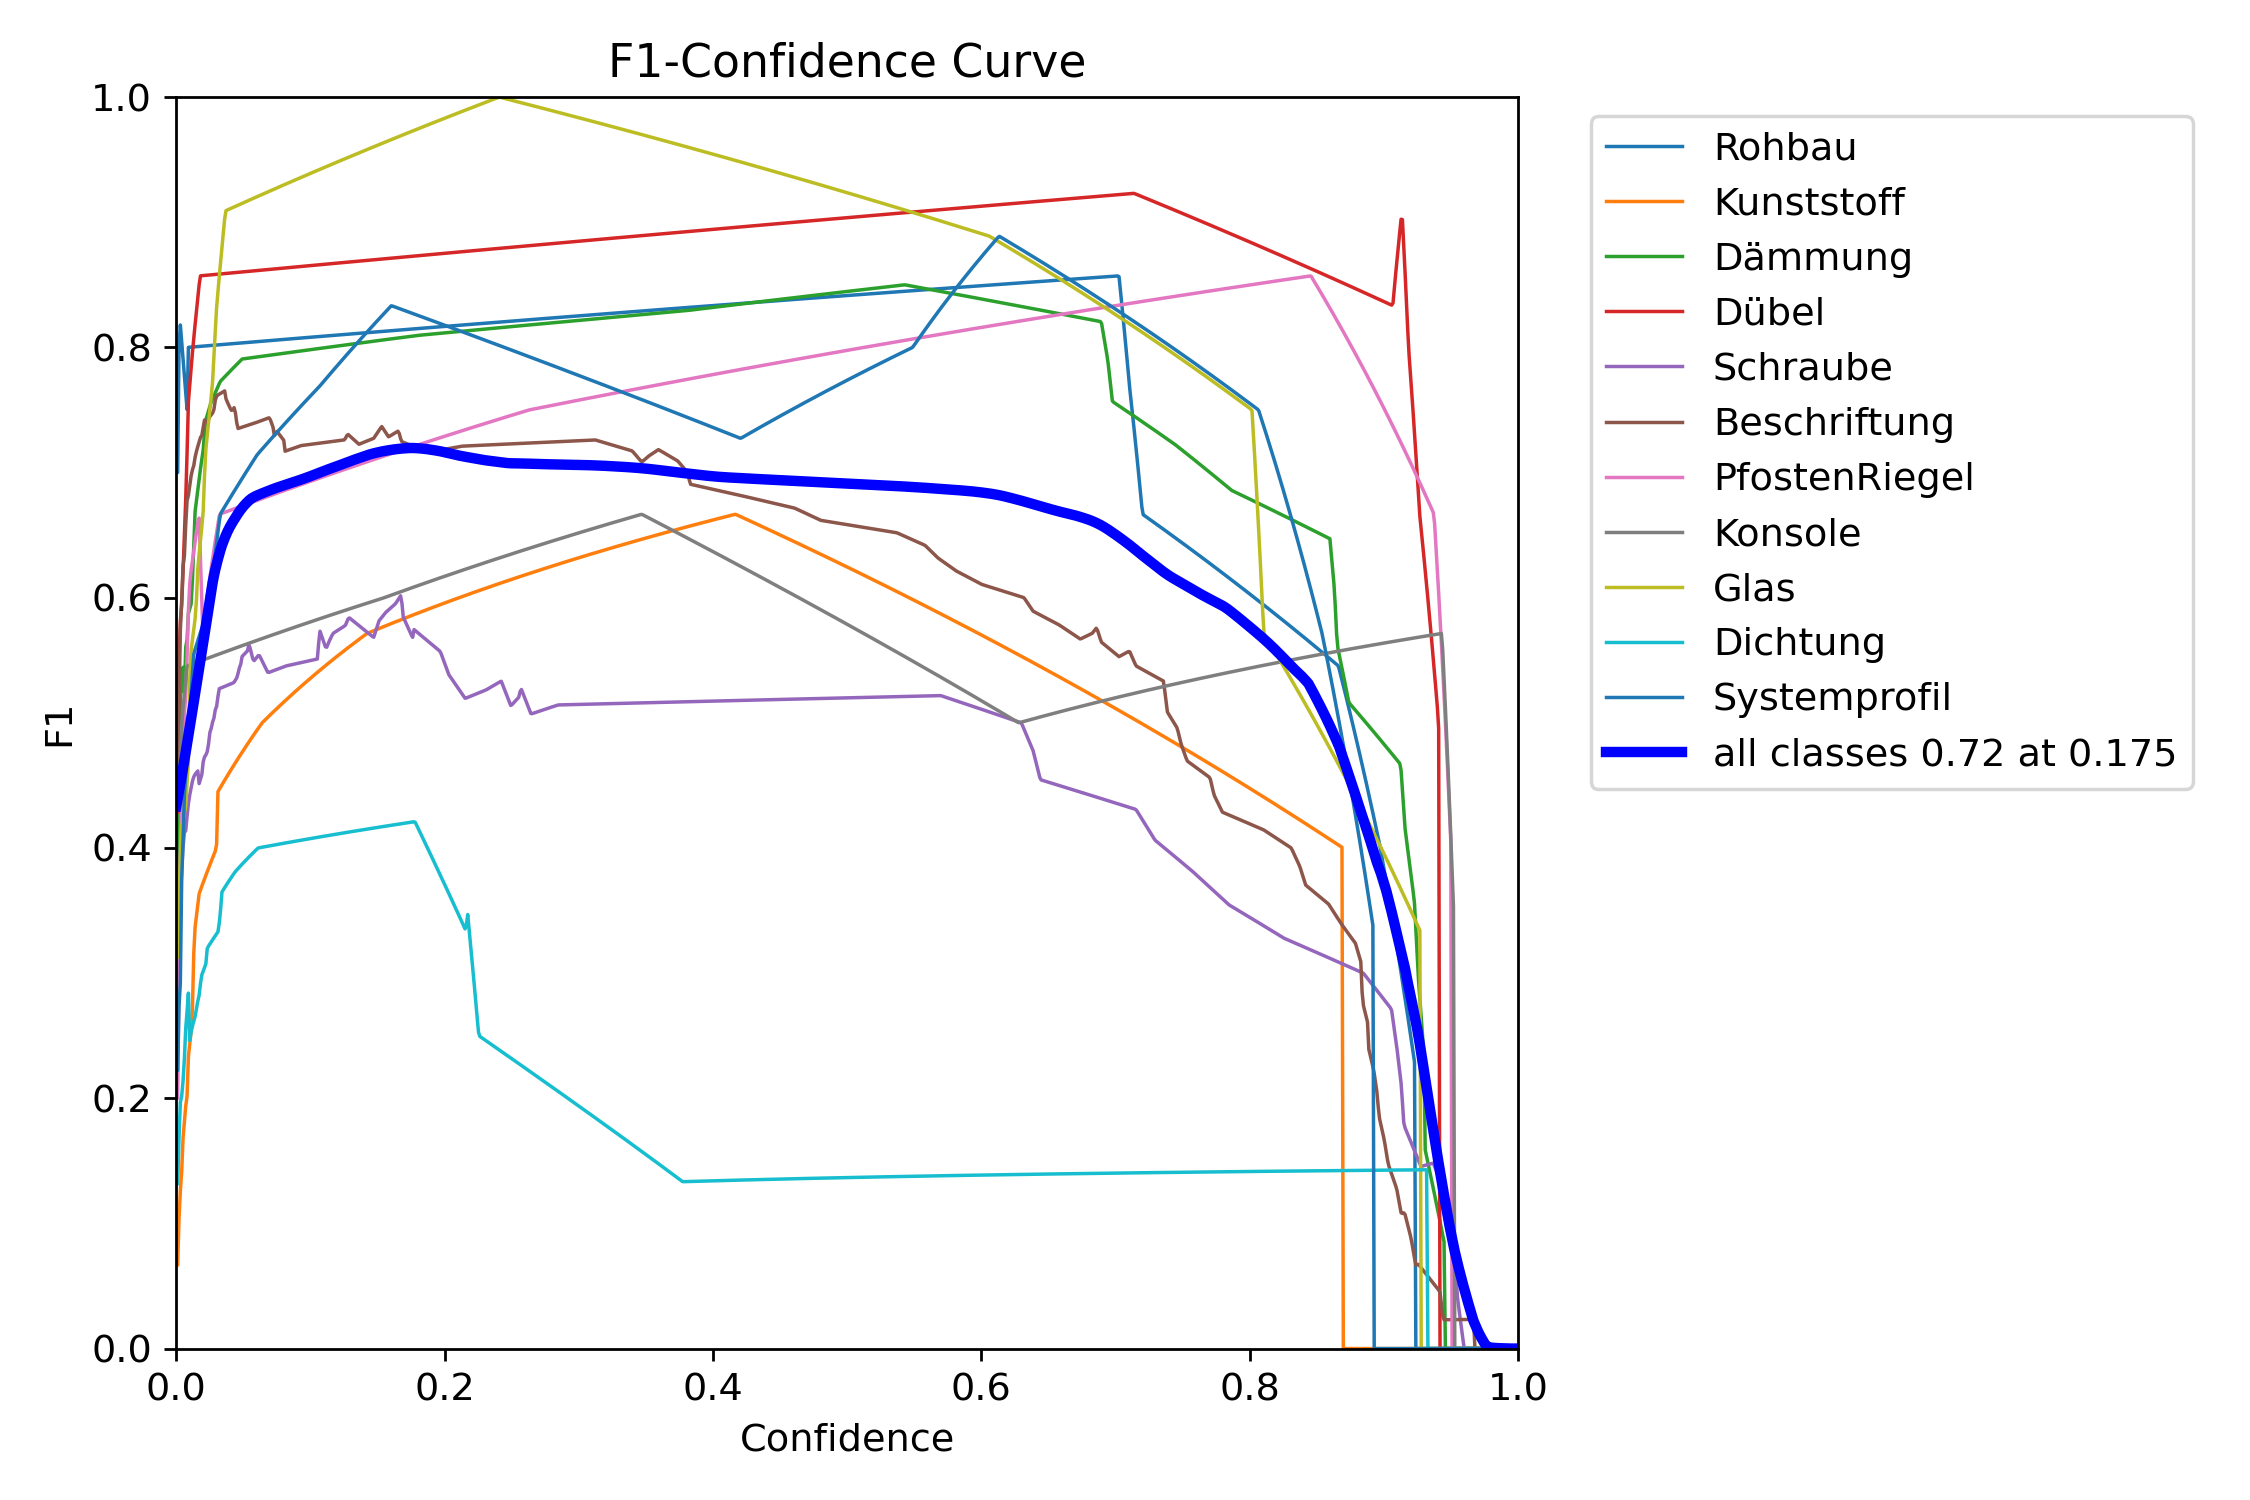 F1-Confidence Curve
1.0
0.8
0.6
0.4
0.2
0.0
F1
0.0 0.2 0.4 0.6 0.8 1.0
Confidence
Rohbau
Kunststoff
Dämmung
Dübel
Schraube
Beschriftung
PfostenRiegel
Konsole
Glas
Dichtung
Systemprofil
all classes 0.72 at 0.175